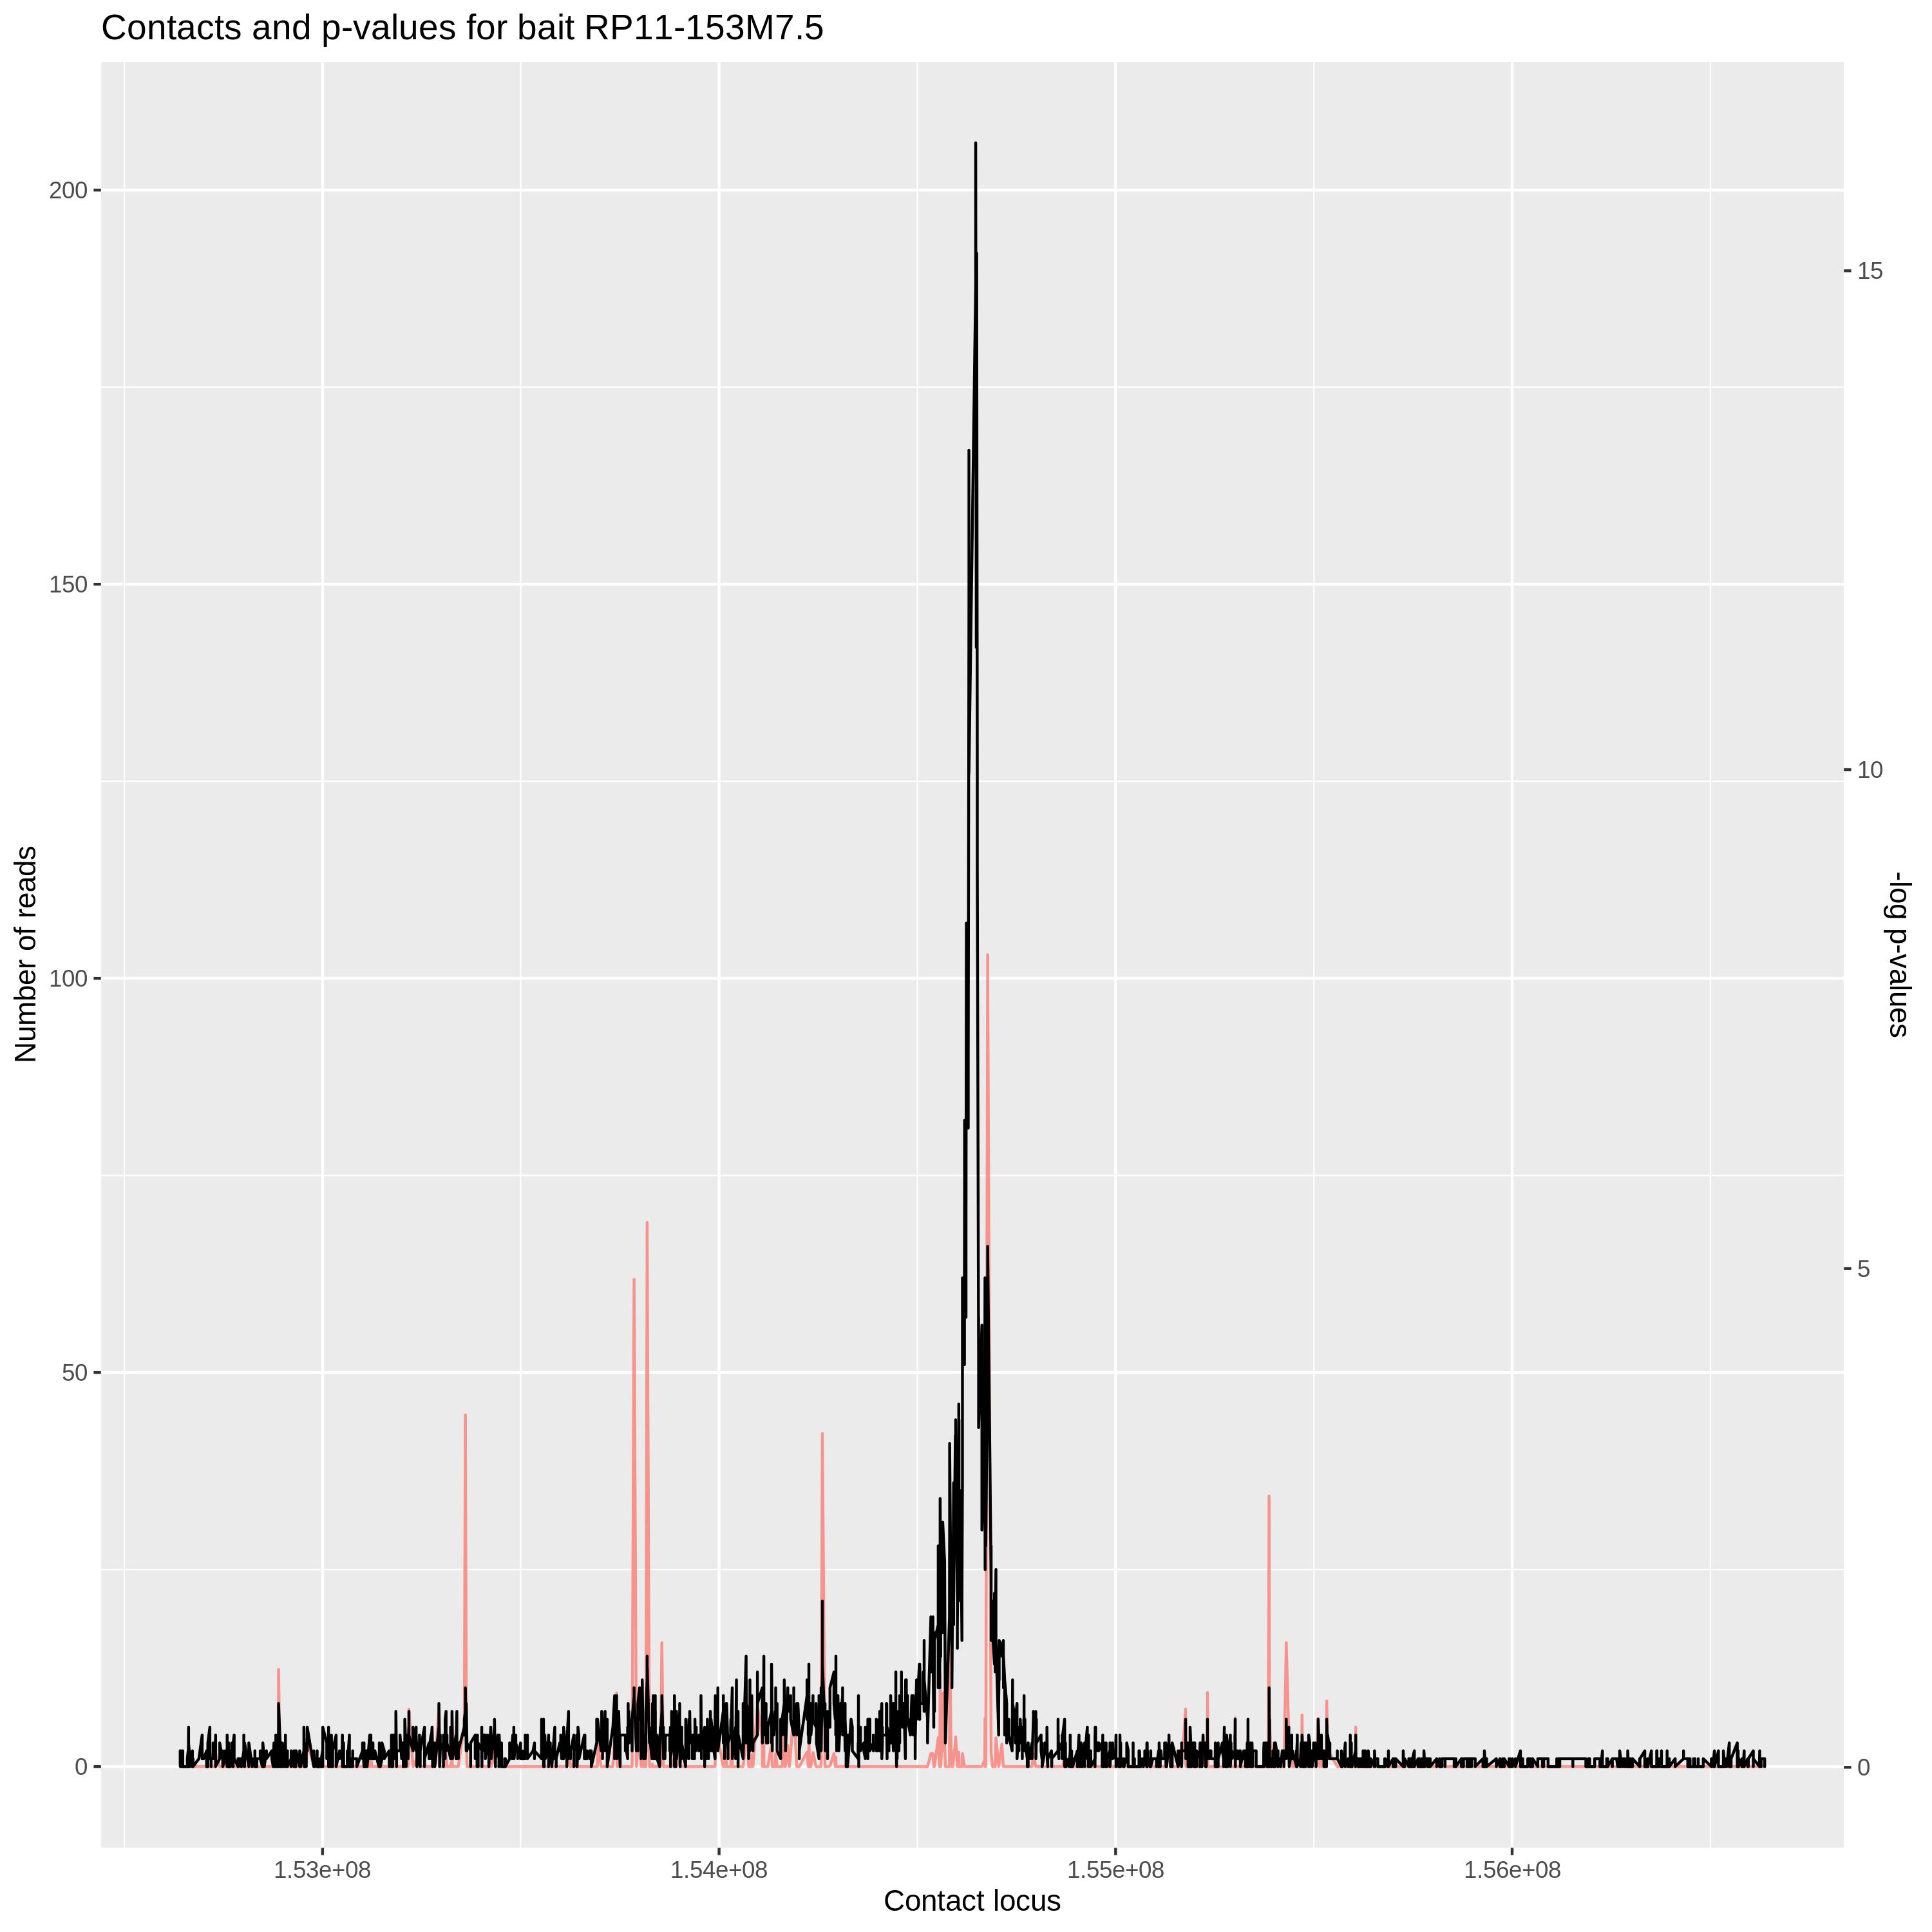 Contacts and p-values for bait RP11-153M7.5
200
150
100
50
0
Number of reads
15
10
5
0
-log p-values
1.53e+08
1.54e+08
1.55e+08
1.56e+08
Contact locus